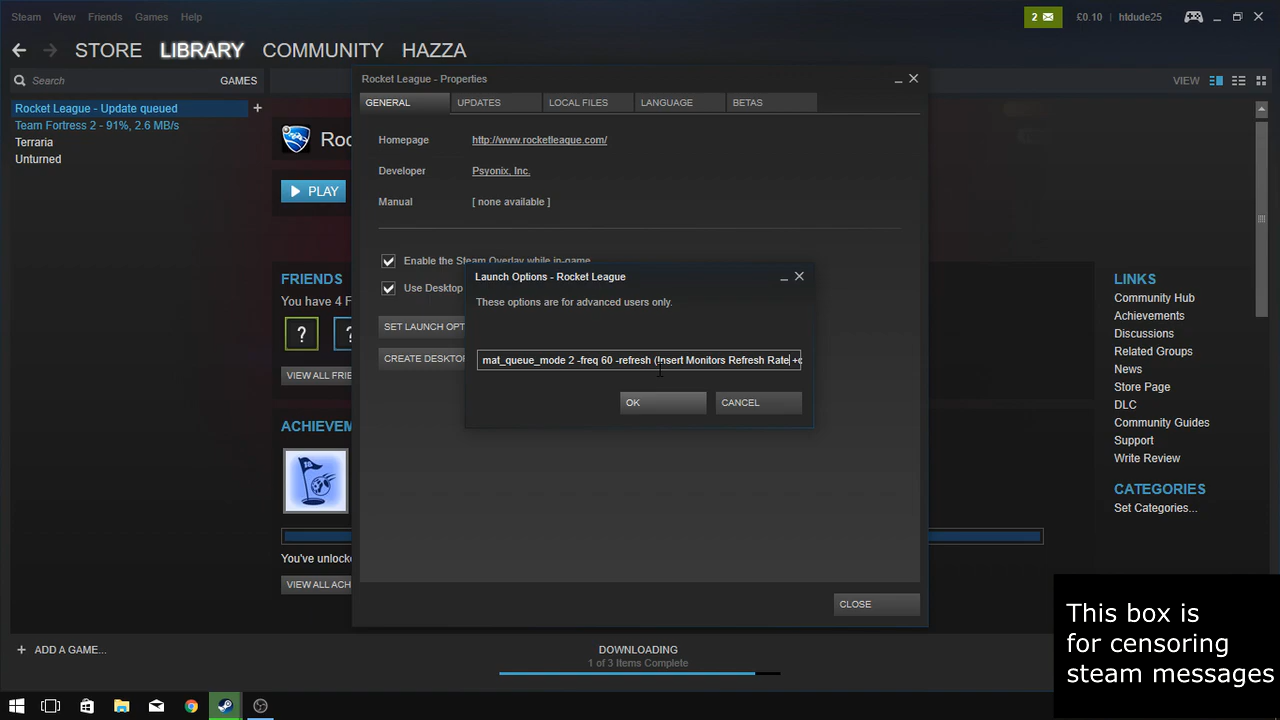 Steam View Friends Games Help
2
£0.10
hldude25
STORE LIBRARY COMMUNITY HAZZA
Search GAMES
VIEW
Rocket League - Update queued +
Team Fortress 2 - 91%, 2.6 MB/s
Terraria
Unturned
PLAY
FRIENDS
? ?
VIEW ALL FRIE
ACHIEVEM
You've unlock
VIEW ALL ACH
Rocket League - Properties
GENERAL UPDATES LOCAL FILES LANGUAGE BETAS
Homepage http://www.rocketleague.com/
Developer Psyonix, Inc.
Manual [ none available ]
Enable the Steam Overlay while in-game
Use Desktop
SET LAUNCH OPT
CREATE DESKTOP
Launch Options - Rocket League
These options are for advanced users only.
mat_queue_mode 2 -freq 60 -refresh (Insert Monitors Refresh Rate +c
OK CANCEL
CLOSE
LINKS
Community Hub
Achievements
Discussions
Related Groups
News
Store Page
DLC
Community Guides
Support
Write Review
CATEGORIES
Set Categories...
+ ADD A GAME...
DOWNLOADING
1 of 3 Items Complete
This box is
for censoring
steam messages